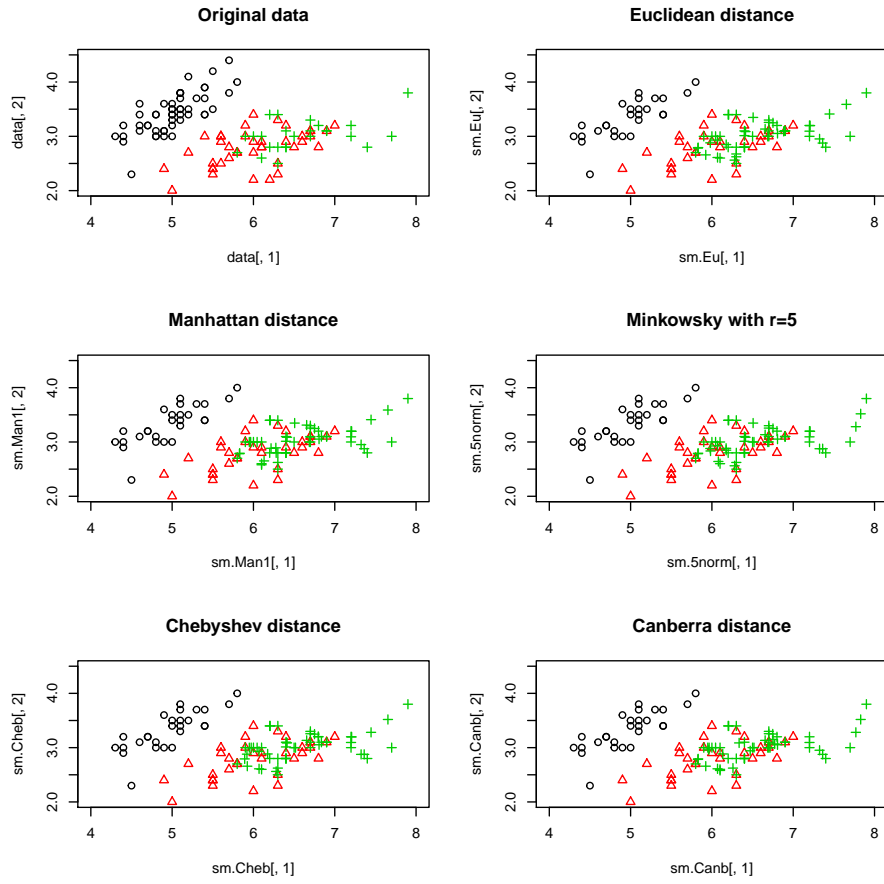 Original data
data[, 2]
2.0 3.0 4.0
4 5 6 7 8
data[, 1]
Euclidean distance
sm.Eu[, 2]
2.0 3.0 4.0
4 5 6 7 8
sm.Eu[, 1]
Manhattan distance
sm.Man1[, 2]
2.0 3.0 4.0
4 5 6 7 8
sm.Man1[, 1]
Minkowsky with r=5
sm.5norm[, 2]
2.0 3.0 4.0
4 5 6 7 8
sm.5norm[, 1]
Chebyshev distance
sm.Cheb[, 2]
2.0 3.0 4.0
4 5 6 7 8
sm.Cheb[, 1]
Canberra distance
sm.Canb[, 2]
2.0 3.0 4.0
4 5 6 7 8
sm.Canb[, 1]